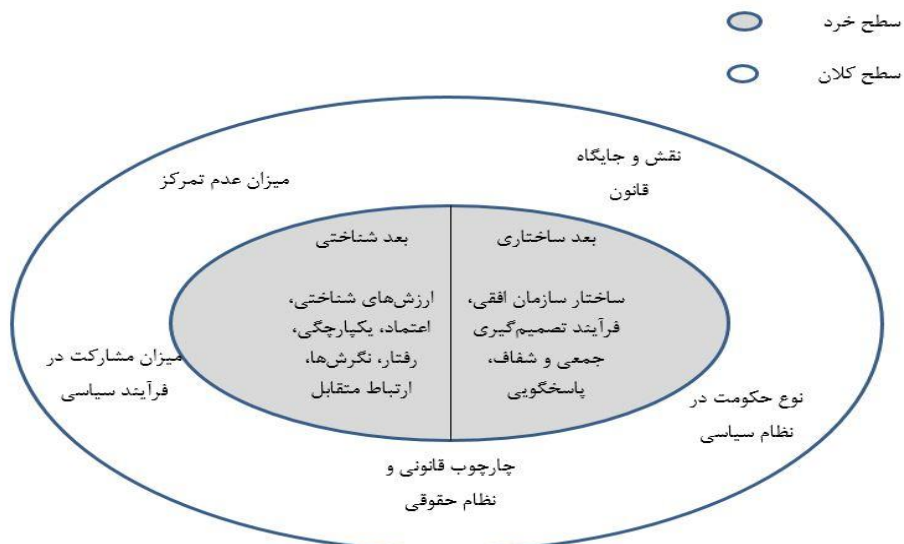 سطح خرد
سطح کلان
نقش و جایگاه
قانون
میزان عدم تمرکز
بعد ساختاری
ساختار سازمان افقی،
فرآیند تصمیم‌گیری
جمعی و شفاف،
پاسخگویی
بعد شناختی
ارزش‌های شناختی،
اعتماد، یکپارچگی،
رفتار، نگرش‌ها،
ارتباط متقابل
نوع حکومت در
نظام سیاسی
میزان مشارکت در
فرآیند سیاسی
چارچوب قانونی و
نظام حقوقی